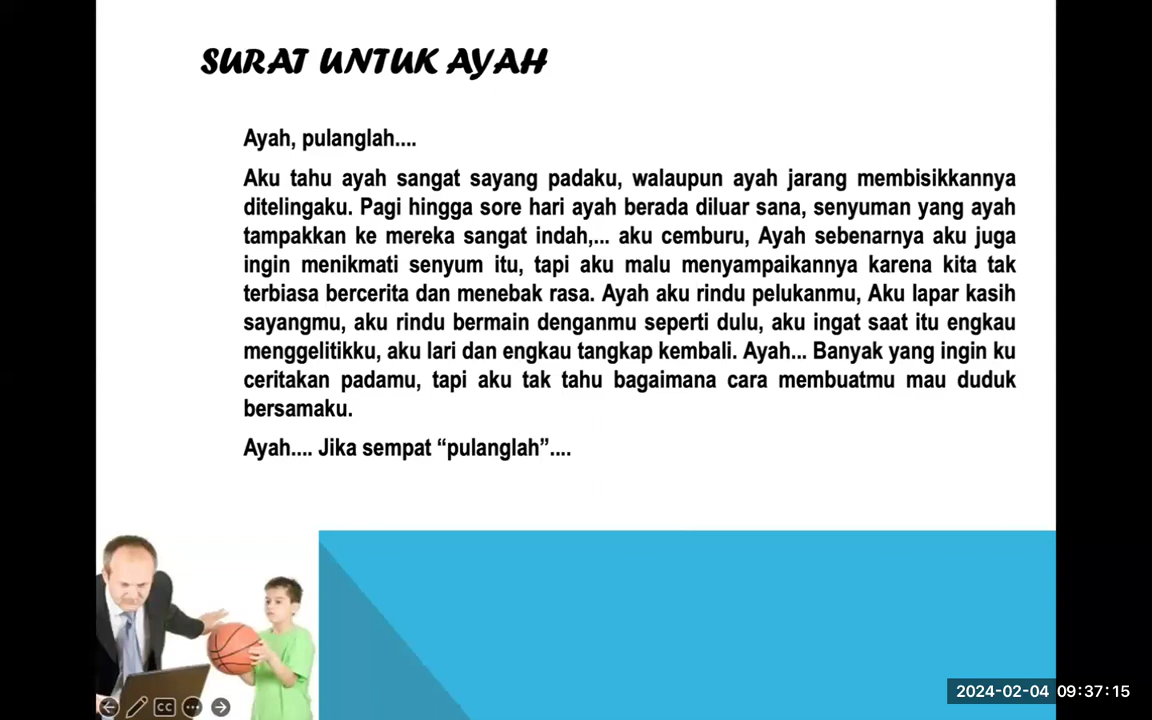 SURAT UNTUK AYAH
Ayah, pulanglah....
Aku tahu ayah sangat sayang padaku, walaupun ayah jarang membisikkannya
ditelingaku. Pagi hingga sore hari ayah berada diluar sana, senyuman yang ayah
tampakkan ke mereka sangat indah,... aku cemburu, Ayah sebenarnya aku juga
ingin menikmati senyum itu, tapi aku malu menyampaikannya karena kita tak
terbiasa bercerita dan menebak rasa. Ayah aku rindu pelukanmu, Aku lapar kasih
sayangmu, aku rindu bermain denganmu seperti dulu, aku ingat saat itu engkau
menggelitikku, aku lari dan engkau tangkap kembali. Ayah... Banyak yang ingin ku
ceritakan padamu, tapi aku tak tahu bagaimana cara membuatmu mau duduk
bersamaku.
Ayah.... Jika sempat “pulanglah”....
CC
2024-02-04 09:37:15